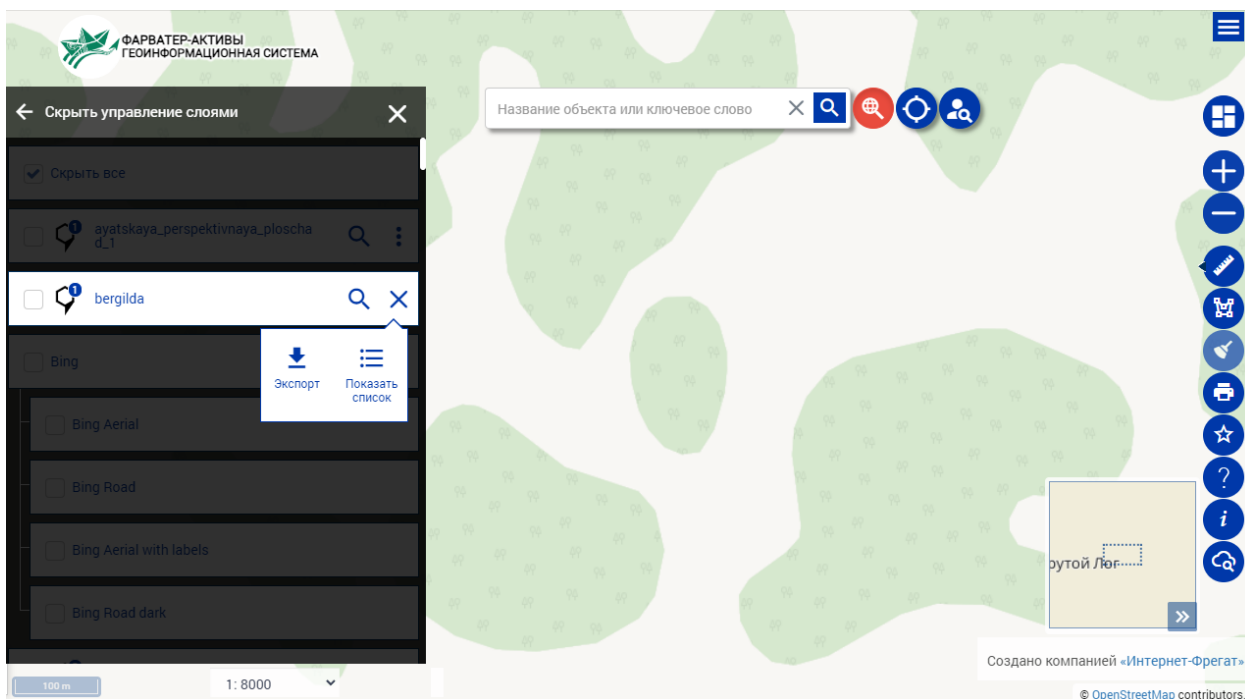 ФАРВАТЕР-АКТИВЫ
ГЕОИНФОРМАЦИОННАЯ СИСТЕМА
Скрыть управление слоями
Название объекта или ключевое слово
Скрыть все
1
ayatskaya_perspektivnaya_ploscha
d_1
1
bergilda
Экспорт
Показать
список
Bing
Bing Aerial
Bing Road
Bing Aerial with labels
Bing Road dark
?
i
рутой Лог
Создано компанией «Интернет-Фрегат»
100 m
1: 8000
© OpenStreetMap contributors.